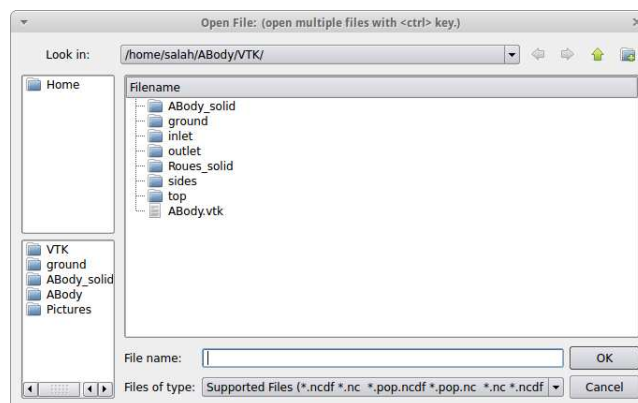 Open File: (open multiple files with <ctrl> key.)
Look in: /home/salah/ABody/VTK/
Home
Filename
ABody_solid
ground
inlet
outlet
Roues_solid
sides
top
ABody.vtk
VTK
ground
ABody_solid
ABody
Pictures
File name: OK
Files of type: Supported Files (*.ncdf *.nc *.pop.ncdf *.pop.nc *.nc *.ncdf Cancel